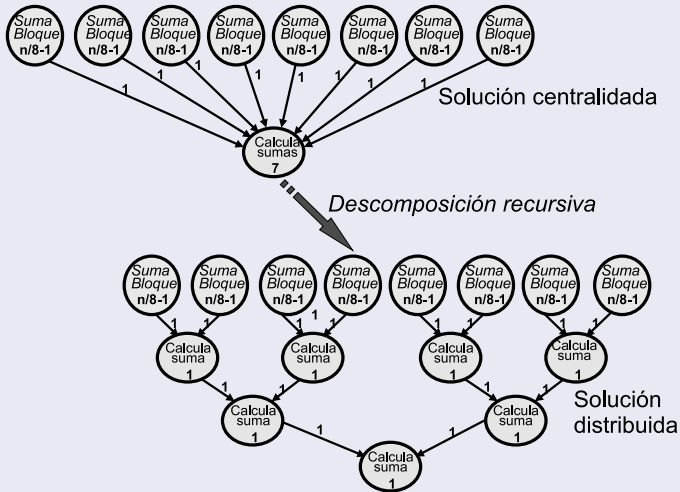 Suma Suma Suma Suma Suma Suma Suma Suma
Bloque Bloque Bloque Bloque Bloque Bloque Bloque Bloque
n/8-1 n/8-1 n/8-1 n/8-1 n/8-1 n/8-1 n/8-1 n/8-1
1 1 1 1 1 1 1 1
Solución centralidada
Calcula
sumas
7
Descomposición recursiva
Suma Suma Suma Suma Suma Suma Suma Suma
Bloque Bloque Bloque Bloque Bloque Bloque Bloque Bloque
n/8-1 n/8-1 n/8-1 n/8-1 n/8-1 n/8-1 n/8-1 n/8-1
1
1 1 1 1 1 1 1 1
Calcula Calcula Calcula Calcula
suma suma suma suma
1 1 1 1
1 1 1 1
Solución
distribuida
Calcula Calcula
suma suma
1 1
1 1
Calcula
suma
1